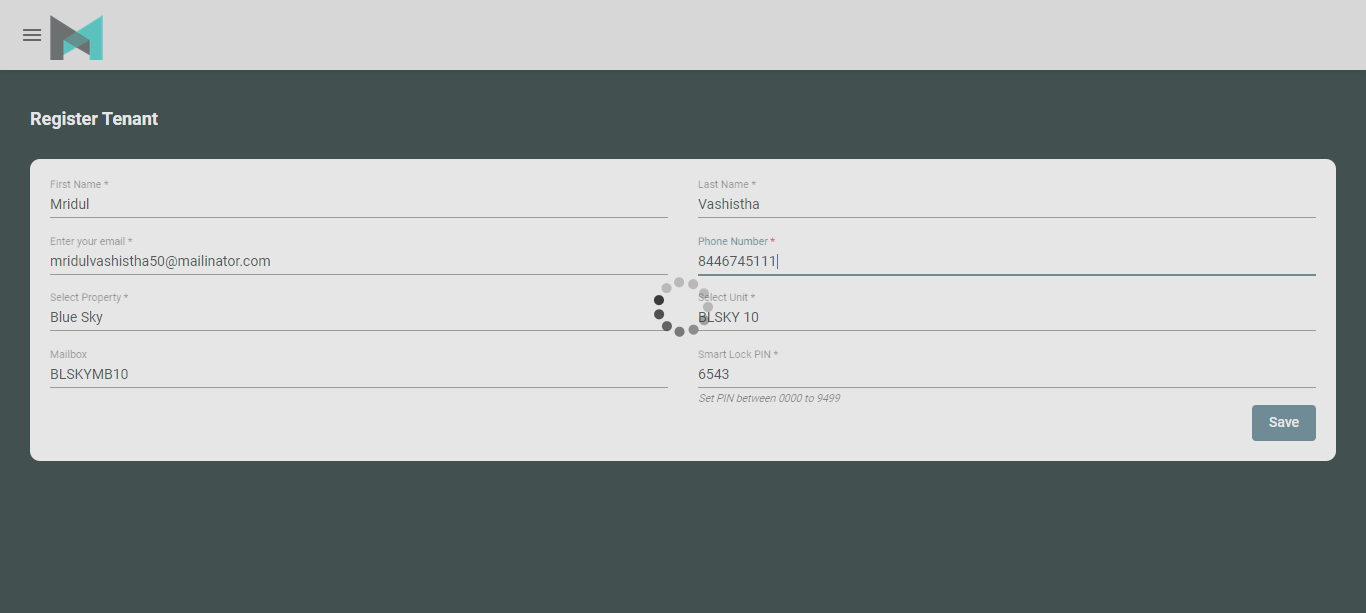 Register Tenant
First Name *
Last Name *
Mridul
Vashistha
Enter your email *
Phone Number *
mridulvashistha50@mailinator.com
8446745111
Select Property *
Select Unit *
Blue Sky
BLSKY 10
Mailbox
Smart Lock PIN *
BLSKYMB10
6543
Set PIN between 0000 to 9499
Save